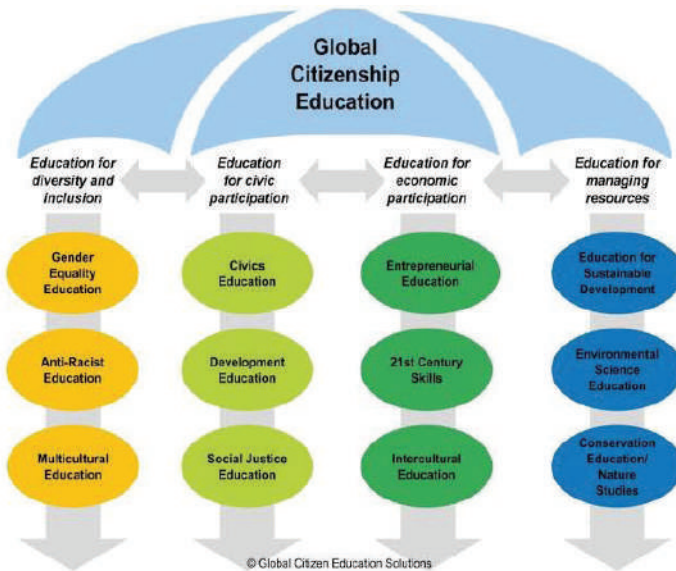 Global
Citizenship
Education
Education for
diversity and
inclusion
Education
for civic
participation
Education for
economic
participation
Education for
managing
resources
Gender
Equality
Education
Civics
Education
Entrepreneurial
Education
Education for
Sustainable
Development
Anti-Racist
Education
Development
Education
21st Century
Skills
Environmental
Science
Education
Multicultural
Education
Social Justice
Education
Intercultural
Education
Conservation
Education/
Nature
Studies
© Global Citizen Education Solutions